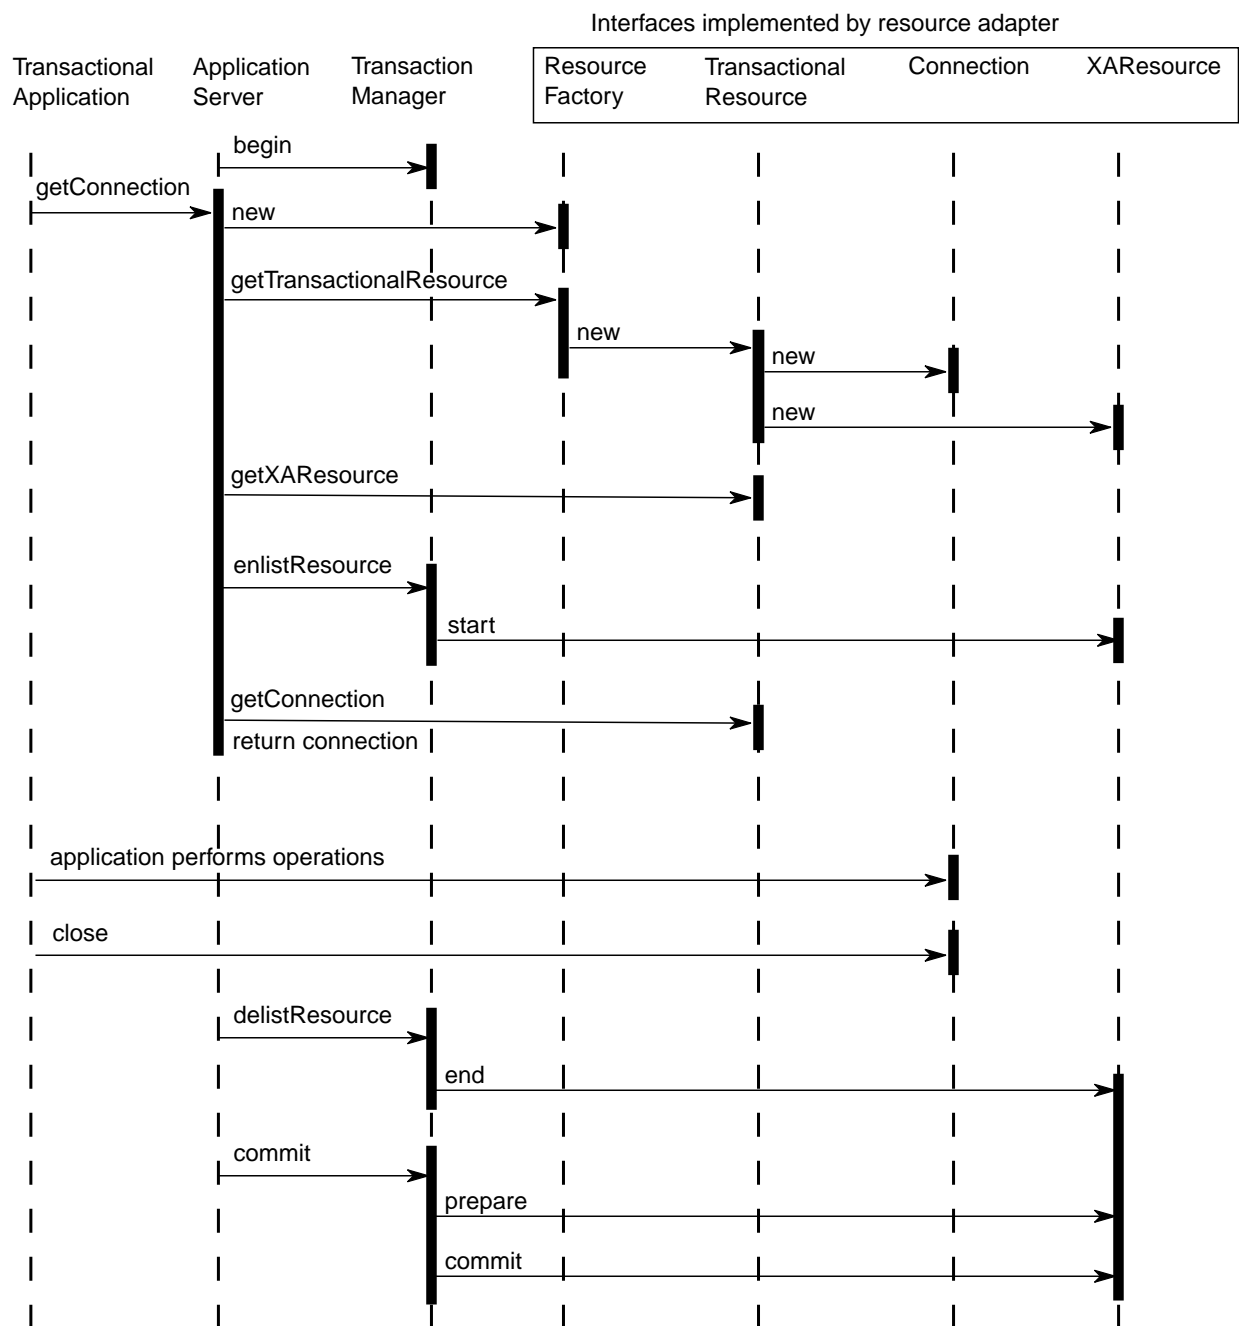 Interfaces implemented by resource adapter
Transactional
Application
Application
Server
Transaction
Manager
Resource
Factory
Transactional
Resource
Connection
XAResource
begin
getConnection
new
getTransactionalResource
new
new
new
getXAResource
enlistResource
start
getConnection
return connection
application performs operations
close
delistResource
end
commit
prepare
commit